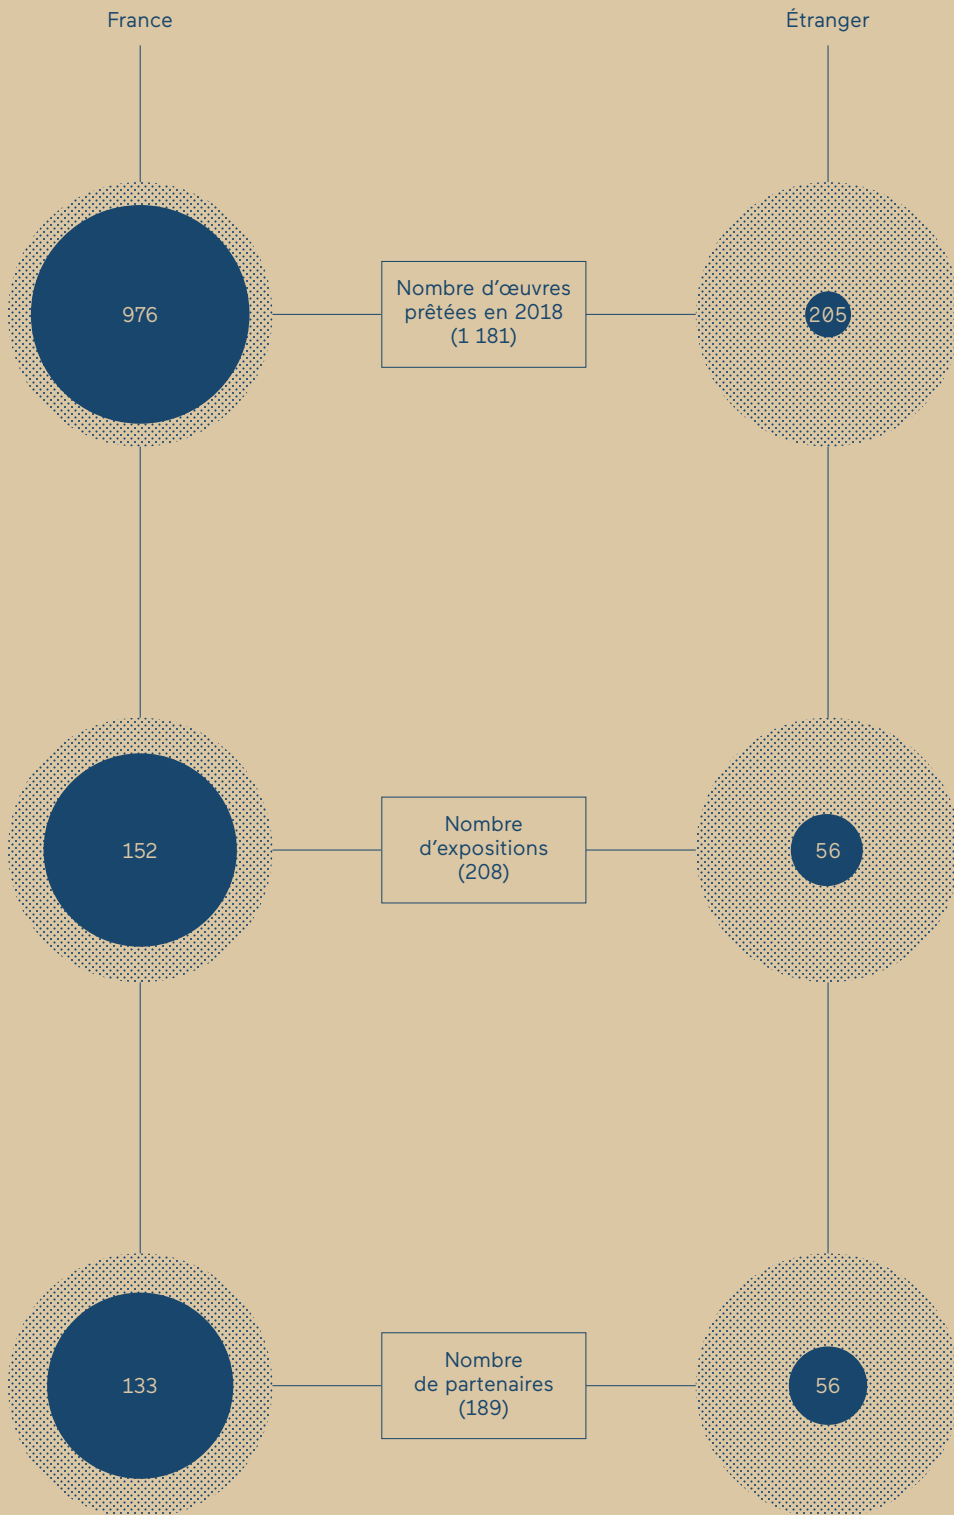 France
Étranger
976
Nombre d'œuvres
prêtées en 2018
(1 181)
205
152
Nombre
d'expositions
(208)
56
133
Nombre
de partenaires
(189)
56